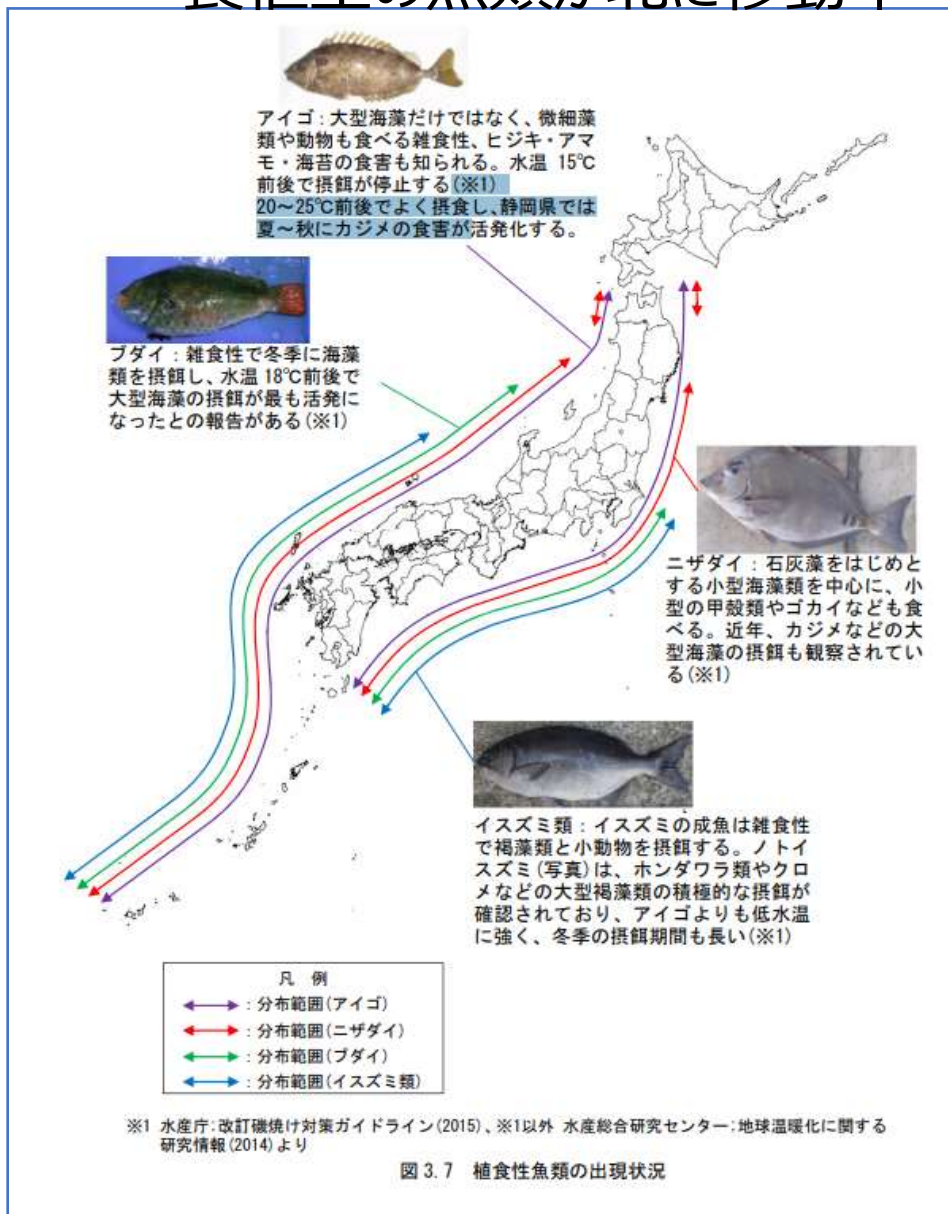 の魚類が北に移動
アイゴ：大型海藻だけではなく、微細藻
類や動物も食べる雑食性、ヒジキ・アマ
モ・海苔の食害も知られる。水温 15℃
前後で摂餌が停止する(※1)
20～25℃前後でよく摂食し、静岡県では
夏～秋にカジメの食害が活発化する。
ブダイ：雑食性で冬季に海藻
類を摂餌し、水温 18℃前後で
大型海藻の摂餌が最も活発に
なったとの報告がある(※1)
ニザダイ：石灰藻をはじめと
する小型海藻類を中心に、小
型の甲殻類やゴカイなども食
べる。近年、カジメなどの大
型海藻の摂餌も観察されてい
る(※1)
イスズミ類：イスズミの成魚は雑食性
で褐藻類と小動物を摂餌する。ノトイ
スズミ(写真)は、ホンダワラ類やクロ
メなどの大型褐藻類の積極的な摂餌が
確認されており、アイゴよりも低水温
に強く、冬季の摂餌期間も長い(※1)
凡 例
：分布範囲(アイゴ)
：分布範囲(ニザダイ)
：分布範囲(ブダイ)
：分布範囲(イスズミ類)
※1 水産庁：改訂磯焼け対策ガイドライン(2015)、※1以外 水産総合研究センター：地球温暖化に関する
研究情報(2014)より
図 3.7 植食性魚類の出現状況